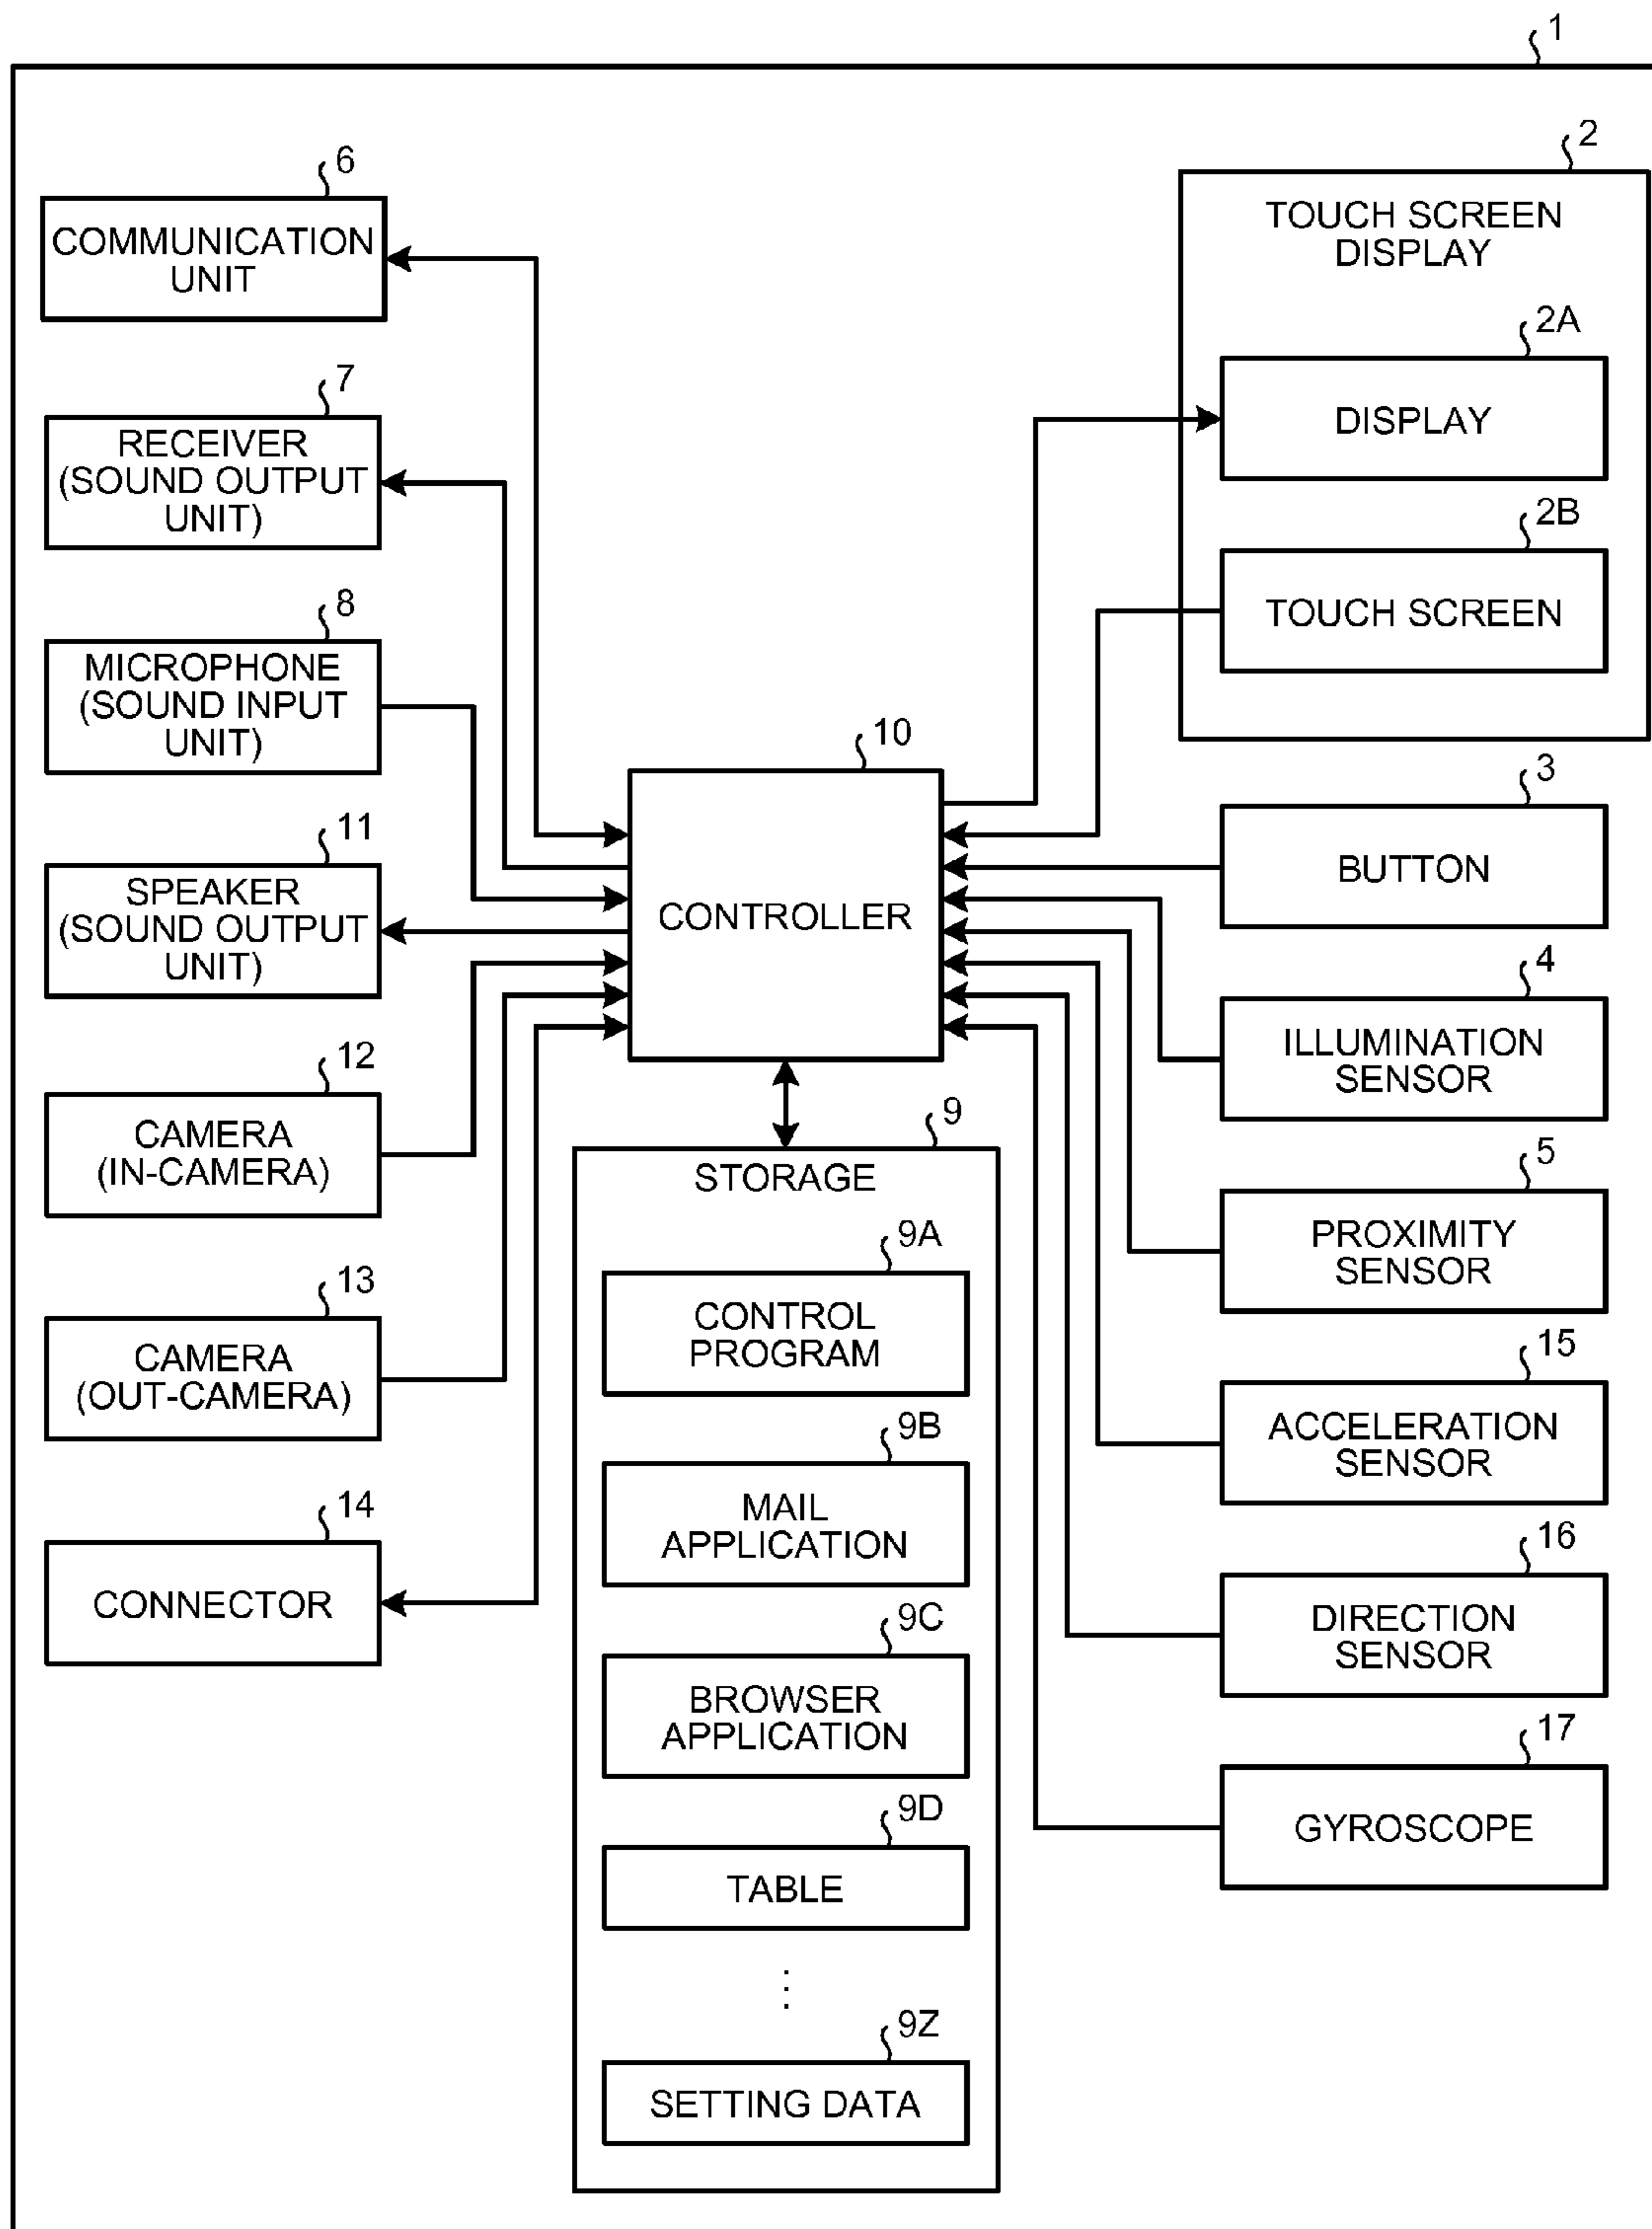 1
6
COMMUNICATION
UNIT
7
RECEIVER
(SOUND OUTPUT
UNIT)
8
MICROPHONE
(SOUND INPUT
UNIT)
11
SPEAKER
(SOUND OUTPUT
UNIT)
12
CAMERA
(IN-CAMERA)
13
CAMERA
(OUT-CAMERA)
14
CONNECTOR
10
CONTROLLER
9
STORAGE
9A
CONTROL
PROGRAM
9B
MAIL
APPLICATION
9C
BROWSER
APPLICATION
9D
TABLE
⋮
9Z
SETTING DATA
2
TOUCH SCREEN
DISPLAY
2A
DISPLAY
2B
TOUCH SCREEN
3
BUTTON
4
ILLUMINATION
SENSOR
5
PROXIMITY
SENSOR
15
ACCELERATION
SENSOR
16
DIRECTION
SENSOR
17
GYROSCOPE